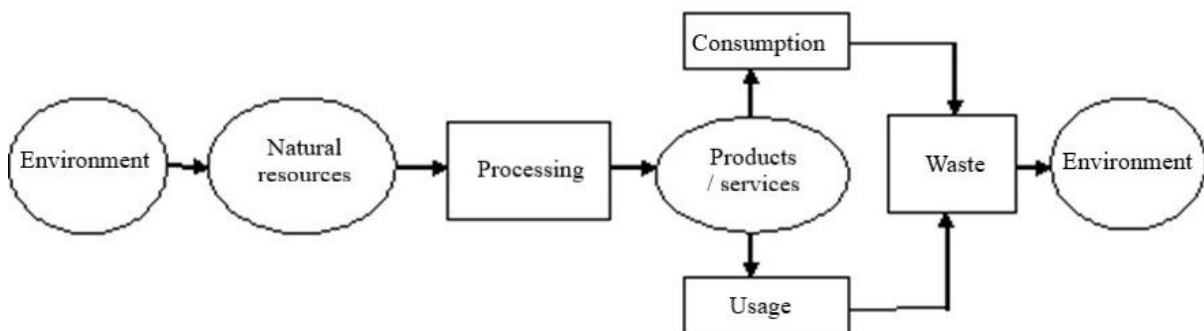 Environment
Natural
resources
Processing
Products
/ services
Consumption
Usage
Waste
Environment